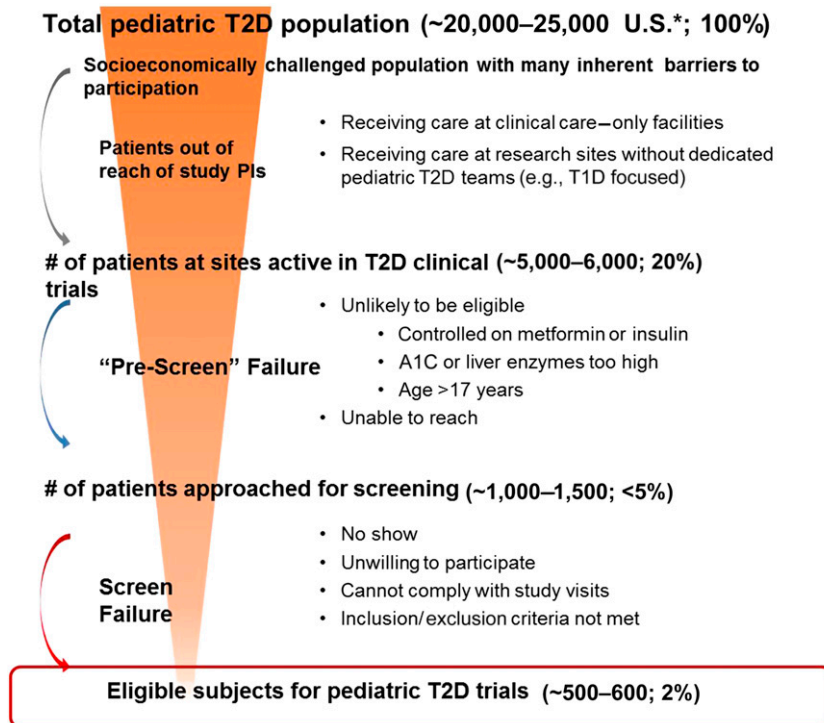 Total pediatric T2D population (~20,000–25,000 U.S.*; 100%)
Socioeconomically challenged population with many inherent barriers to
participation
Patients out of
reach of study PIs
• Receiving care at clinical care–only facilities
• Receiving care at research sites without dedicated
pediatric T2D teams (e.g., T1D focused)
# of patients at sites active in T2D clinical (~5,000–6,000; 20%)
trials
“Pre-Screen” Failure
• Unlikely to be eligible
• Controlled on metformin or insulin
• A1C or liver enzymes too high
• Age >17 years
• Unable to reach
# of patients approached for screening (~1,000–1,500; <5%)
Screen
Failure
• No show
• Unwilling to participate
• Cannot comply with study visits
• Inclusion/exclusion criteria not met
Eligible subjects for pediatric T2D trials (~500–600; 2%)